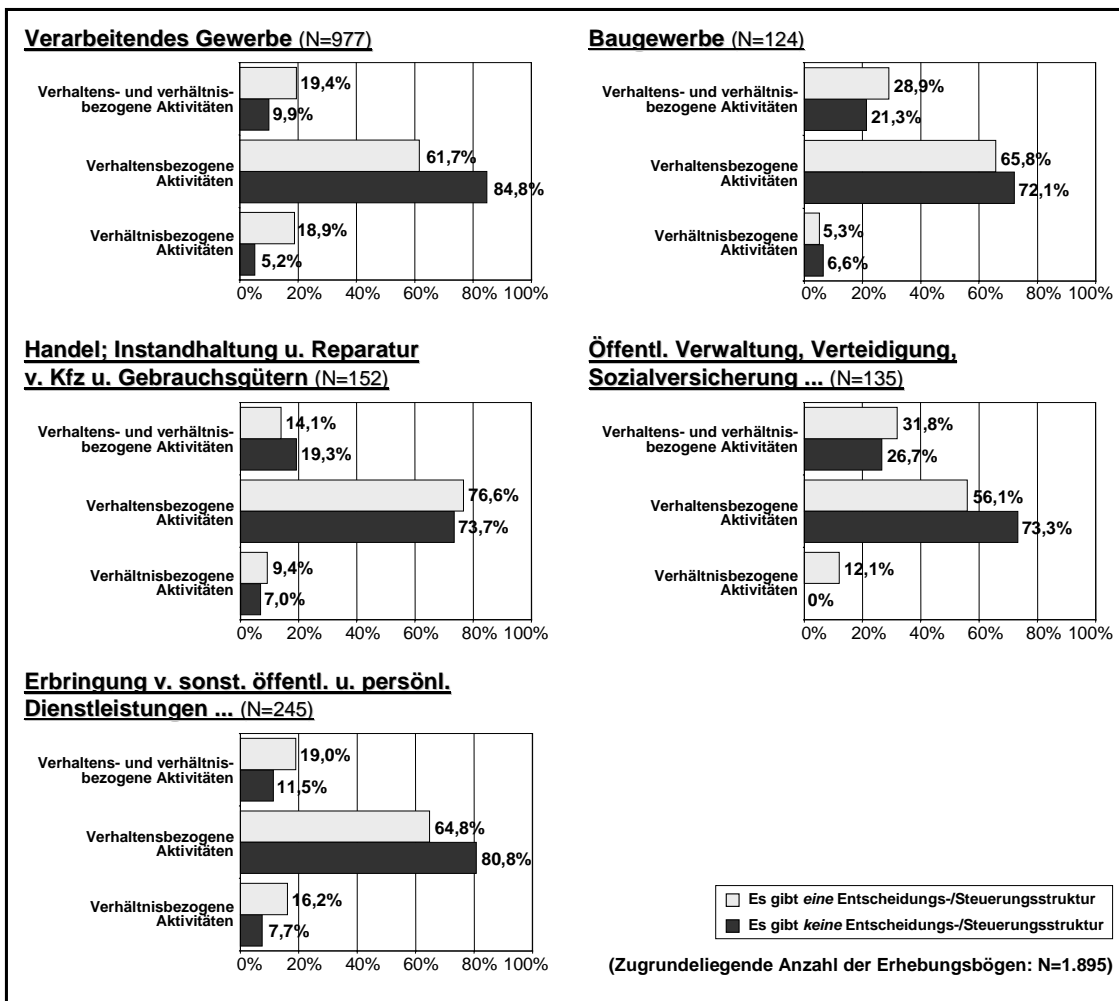 Verarbeitendes Gewerbe (N=977)
Verhaltens- und verhältnis-
bezogene Aktivitäten
19,4%
9,9%
Verhaltensbezogene
Aktivitäten
61,7%
84,8%
Verhältnisbezogene
Aktivitäten
18,9%
5,2%
0% 20% 40% 60% 80% 100%
Baugewerbe (N=124)
Verhaltens- und verhältnis-
bezogene Aktivitäten
28,9%
21,3%
Verhaltensbezogene
Aktivitäten
65,8%
72,1%
Verhältnisbezogene
Aktivitäten
5,3%
6,6%
0% 20% 40% 60% 80% 100%
Handel; Instandhaltung u. Reparatur
v. Kfz u. Gebrauchsgütern (N=152)
Verhaltens- und verhältnis-
bezogene Aktivitäten
14,1%
19,3%
Verhaltensbezogene
Aktivitäten
76,6%
73,7%
Verhältnisbezogene
Aktivitäten
9,4%
7,0%
0% 20% 40% 60% 80% 100%
Öffentl. Verwaltung, Verteidigung,
Sozialversicherung ... (N=135)
Verhaltens- und verhältnis-
bezogene Aktivitäten
31,8%
26,7%
Verhaltensbezogene
Aktivitäten
56,1%
73,3%
Verhältnisbezogene
Aktivitäten
12,1%
0%
0% 20% 40% 60% 80% 100%
Erbringung v. sonst. öffentl. u. persönl.
Dienstleistungen ... (N=245)
Verhaltens- und verhältnis-
bezogene Aktivitäten
19,0%
11,5%
Verhaltensbezogene
Aktivitäten
64,8%
80,8%
Verhältnisbezogene
Aktivitäten
16,2%
7,7%
0% 20% 40% 60% 80% 100%
Es gibt eine Entscheidungs-/Steuerungsstruktur
Es gibt keine Entscheidungs-/Steuerungsstruktur
(Zugrundeliegende Anzahl der Erhebungsbögen: N=1.895)